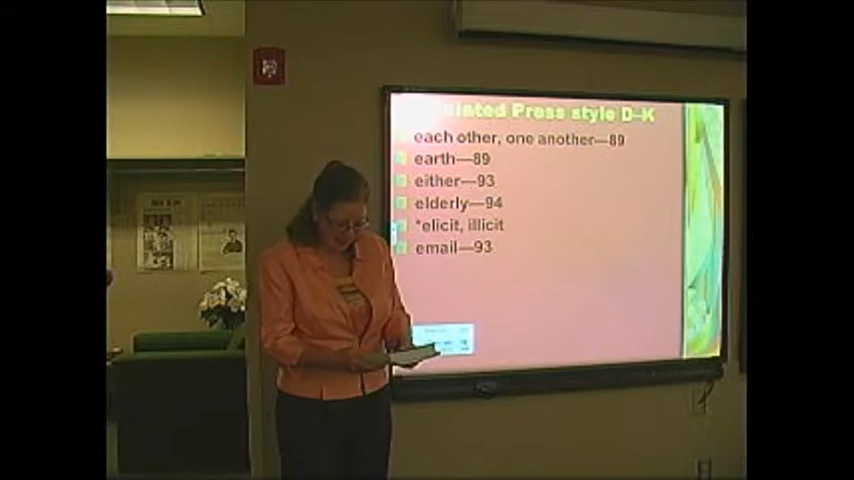 Press style D–K
each other, one another—89
earth—89
either—93
elderly—94
*elicit, illicit
email—93